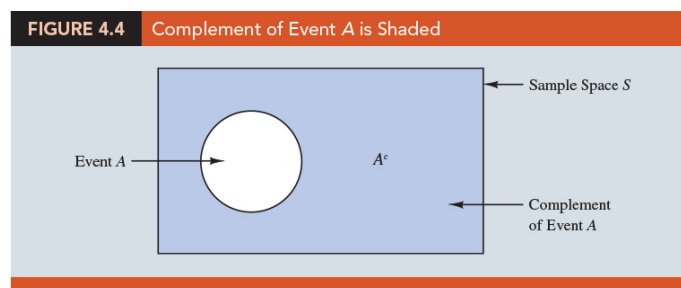 FIGURE 4.4 Complement of Event A is Shaded
Sample Space S
Event A
Aᶜ
Complement
of Event A